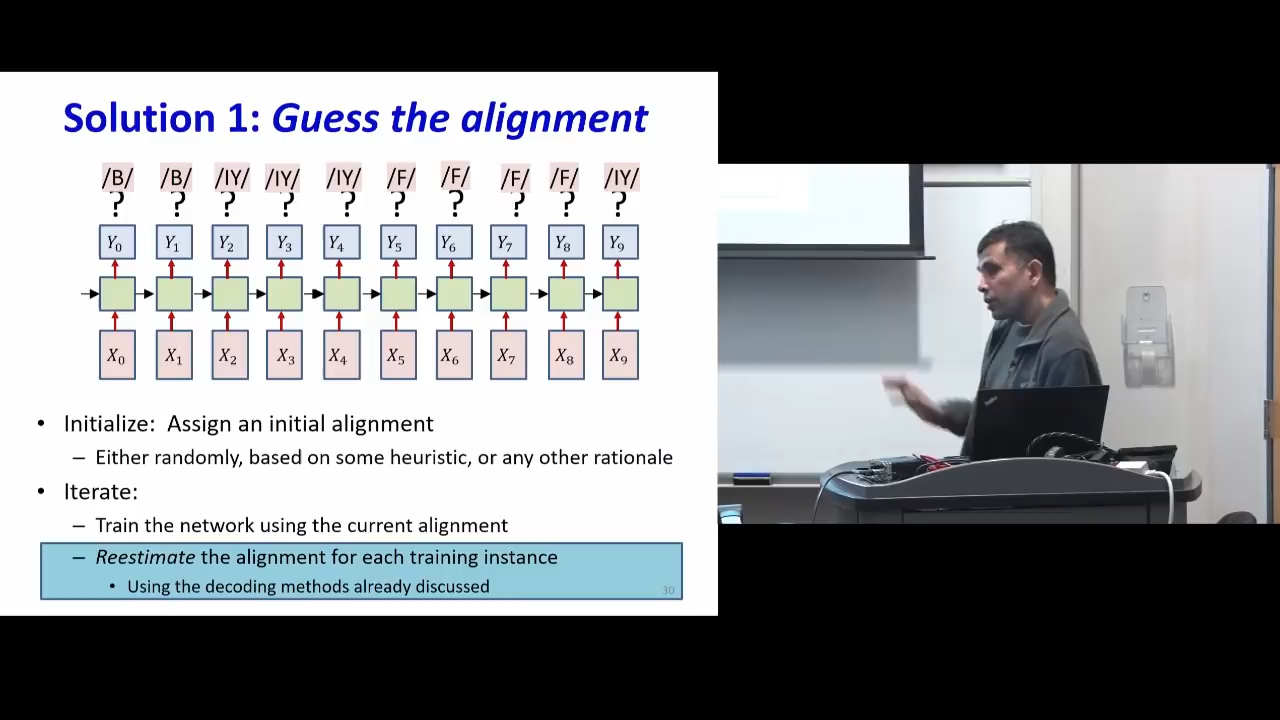 Solution 1: Guess the alignment
/B/ /B/ /IY/ /IY/ /IY/ /F/ /F/ /F/ /F/ /IY/
? ? ? ? ? ? ? ? ? ?
Y0 Y1 Y2 Y3 Y4 Y5 Y6 Y7 Y8 Y9
X0 X1 X2 X3 X4 X5 X6 X7 X8 X9
• Initialize: Assign an initial alignment
– Either randomly, based on some heuristic, or any other rationale
• Iterate:
– Train the network using the current alignment
– Reestimate the alignment for each training instance
• Using the decoding methods already discussed
30